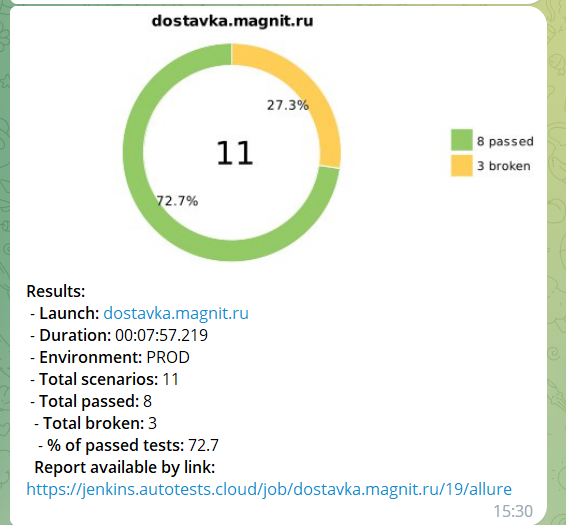 dostavka.magnit.ru
27.3%
11
8 passed
3 broken
72.7%
Results:
- Launch: dostavka.magnit.ru
- Duration: 00:07:57.219
- Environment: PROD
- Total scenarios: 11
- Total passed: 8
- Total broken: 3
- % of passed tests: 72.7
Report available by link:
https://jenkins.autotests.cloud/job/dostavka.magnit.ru/19/allure
15:30